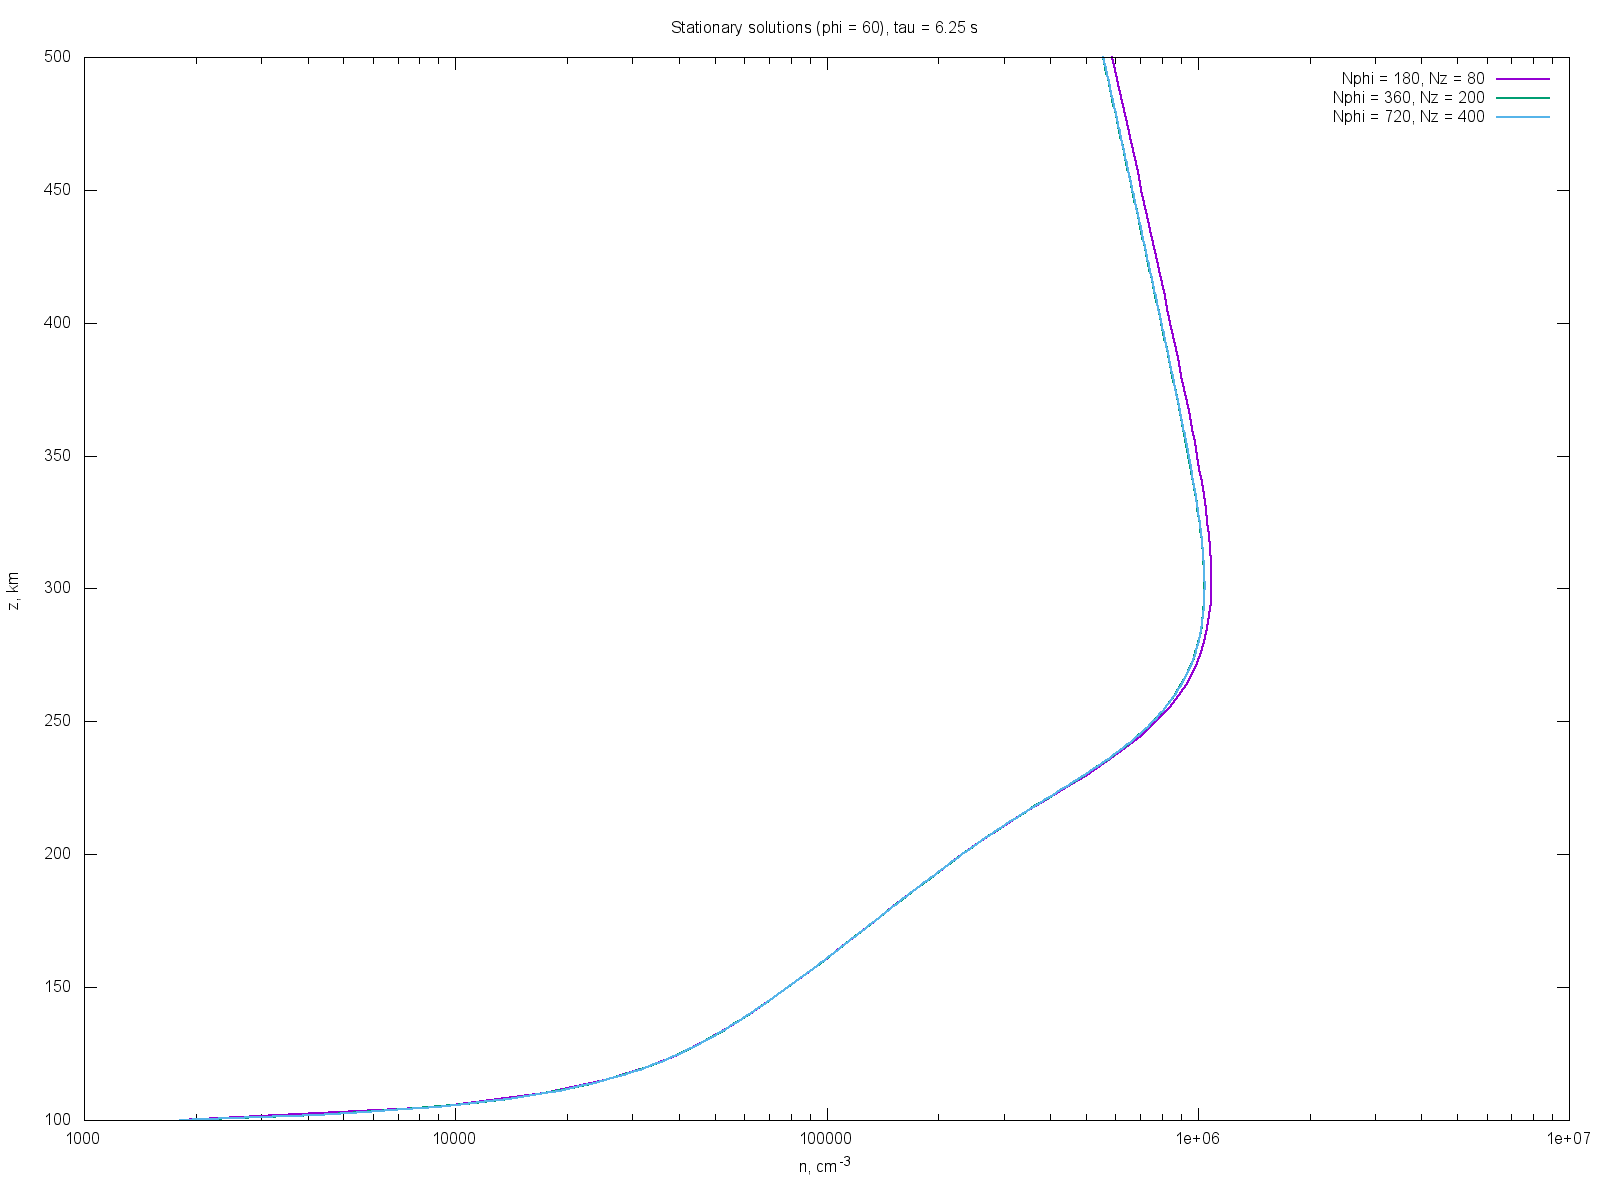 Stationary solutions (phi = 60), tau = 6.25 s
Nphi = 180, Nz = 80
Nphi = 360, Nz = 200
Nphi = 720, Nz = 400
500
450
400
350
300
250
200
150
100
z, km
1000 10000 100000 1e+06 1e+07
n, cm-3